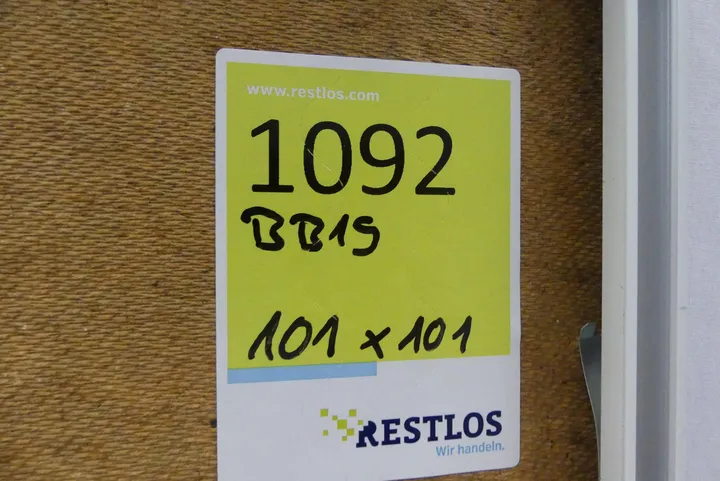 www.restlos.com
1092
BB19
101 x 101
RESTLOS
Wir handeln.